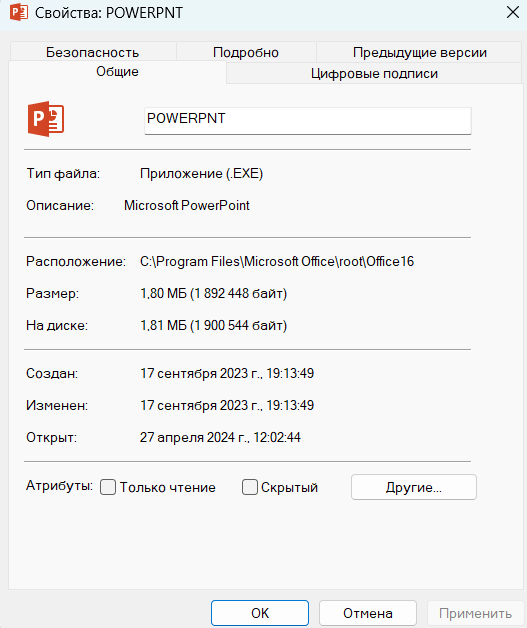 Свойства: POWERPNT
Безопасность Подробно Предыдущие версии
Общие Цифровые подписи
P
POWERPNT
Тип файла: Приложение (.EXE)
Описание: Microsoft PowerPoint
Расположение: C:\Program Files\Microsoft Office\root\Office16
Размер: 1,80 МБ (1 892 448 байт)
На диске: 1,81 МБ (1 900 544 байт)
Создан: 17 сентября 2023 г., 19:13:49
Изменен: 17 сентября 2023 г., 19:13:49
Открыт: 27 апреля 2024 г., 12:02:44
Атрибуты: Только чтение Скрытый Другие...
ОК Отмена Применить